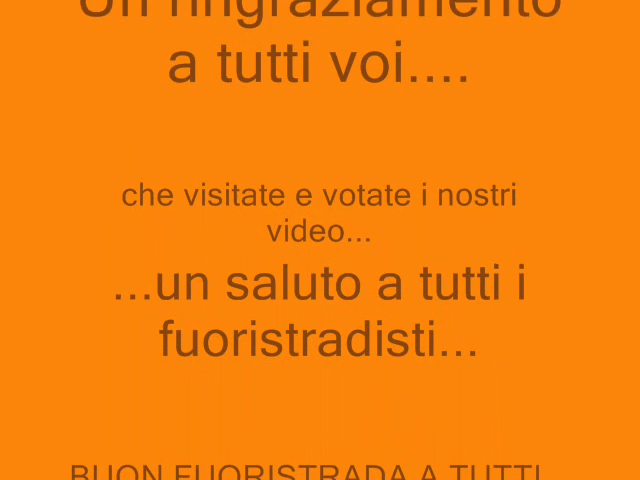 Un ringraziamento
a tutti voi....
che visitate e votate i nostri
video...
...un saluto a tutti i
fuoristradisti...
BUON FUORISTRADA A TUTTI